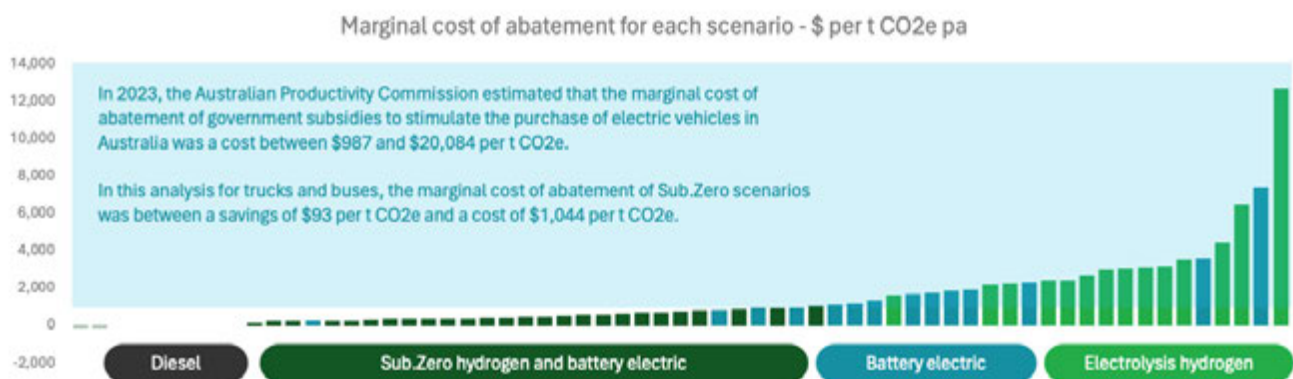 Marginal cost of abatement for each scenario - $ per t CO2e pa
14,000
12,000
10,000
8,000
6,000
4,000
2,000
0
-2,000
In 2023, the Australian Productivity Commission estimated that the marginal cost of
abatement of government subsidies to stimulate the purchase of electric vehicles in
Australia was a cost between $987 and $20,084 per t CO2e.
In this analysis for trucks and buses, the marginal cost of abatement of Sub.Zero scenarios
was between a savings of $93 per t CO2e and a cost of $1,044 per t CO2e.
Diesel
Sub.Zero hydrogen and battery electric
Battery electric
Electrolysis hydrogen